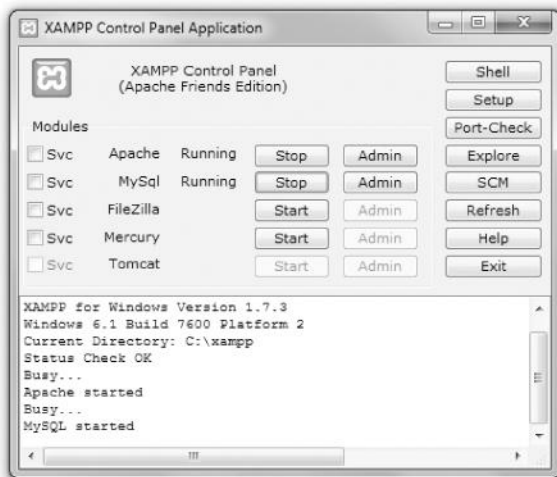 XAMPP Control Panel Application
XAMPP Control Panel
(Apache Friends Edition)
Shell
Setup
Modules
Port-Check
Svc Apache Running Stop Admin Explore
Svc MySql Running Stop Admin SCM
Svc FileZilla Start Admin Refresh
Svc Mercury Start Admin Help
Svc Tomcat Start Admin Exit
XAMPP for Windows Version 1.7.3
Windows 6.1 Build 7600 Platform 2
Current Directory: C:\xampp
Status Check OK
Busy...
Apache started
Busy...
MySQL started